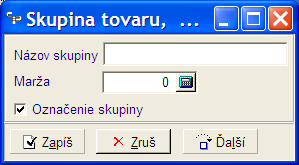 Skupina tovaru, ...
Názov skupiny
Marža 0
Označenie skupiny
Zapíš Zruš Ďalší